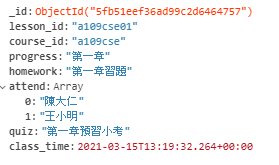 _id: ObjectId("5fb51eef36ad99c2d6464757")
lesson_id: "a109cse01"
course_id: "a109cse"
progress: "第一章"
homework: "第一章習題"
attend: Array
0: "陳大仁"
1: "王小明"
quiz: "第一章預習小考"
class_time: 2021-03-15T13:19:32.264+00:00